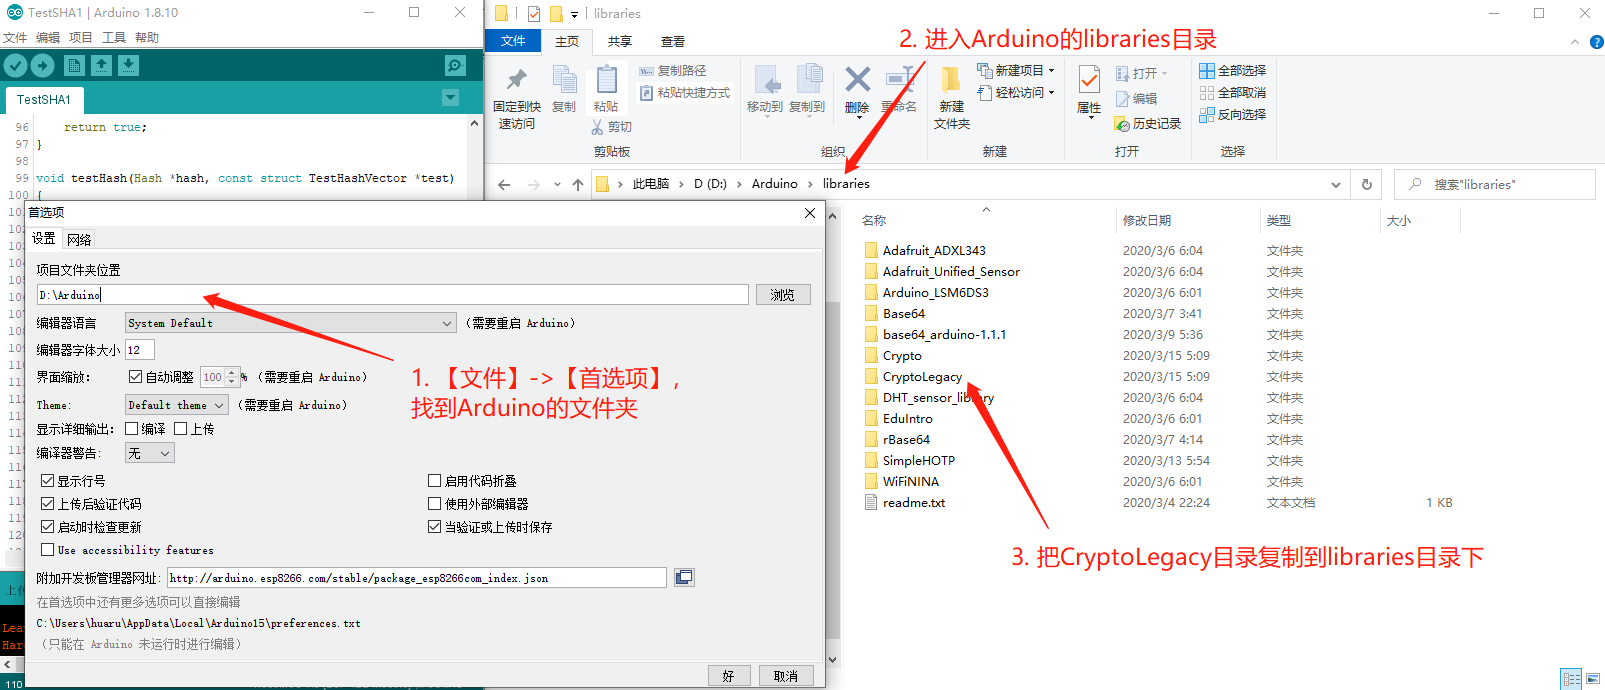 TestSHA1 | Arduino 1.8.10
文件 编辑 项目 工具 帮助
TestSHA1
96 return true;
97 }
98
99 void testHash(Hash *hash, const struct TestHashVector *test)
100 {
首选项
设置 网络
项目文件夹位置
D:\Arduino
浏览
编辑器语言 System Default (需要重启 Arduino)
编辑器字体大小 12
界面缩放: 自动调整 100 % (需要重启 Arduino)
Theme: Default theme (需要重启 Arduino)
显示详细输出: 编译 上传
编译器警告: 无
显示行号 启用代码折叠
上传后验证代码 使用外部编辑器
启动时检查更新 当验证或上传时保存
Use accessibility features
附加开发板管理器网址: http://arduino.esp8266.com/stable/package_esp8266com_index.json
在首选项中还有更多选项可以直接编辑
C:\Users\huaru\AppData\Local\Arduino15\preferences.txt
(只能在 Arduino 未运行时进行编辑)
好 取消
110
1. 【文件】->【首选项】,
找到Arduino的文件夹
libraries
文件 主页 共享 查看
2. 进入Arduino的libraries目录
固定到快
速访问
复制
粘贴
复制路径
粘贴快捷方式
剪切
剪贴板
移动到 复制到 删除 重命名
组织
新建
文件夹
新建项目
轻松访问
新建
属性
打开
编辑
历史记录
打开
全部选择
全部取消
反向选择
选择
此电脑 D (D:) Arduino libraries
搜索"libraries"
名称 修改日期 类型 大小
Adafruit_ADXL343 2020/3/6 6:04 文件夹
Adafruit_Unified_Sensor 2020/3/6 6:04 文件夹
Arduino_LSM6DS3 2020/3/6 6:01 文件夹
Base64 2020/3/7 3:41 文件夹
base64_arduino-1.1.1 2020/3/9 5:36 文件夹
Crypto 2020/3/15 5:09 文件夹
CryptoLegacy 2020/3/15 5:09 文件夹
DHT_sensor_library 2020/3/6 6:04 文件夹
EduIntro 2020/3/6 6:01 文件夹
rBase64 2020/3/7 4:14 文件夹
SimpleHOTP 2020/3/13 5:54 文件夹
WiFiNINA 2020/3/6 6:01 文件夹
readme.txt 2020/3/4 22:24 文本文档 1 KB
3. 把CryptoLegacy目录复制到libraries目录下